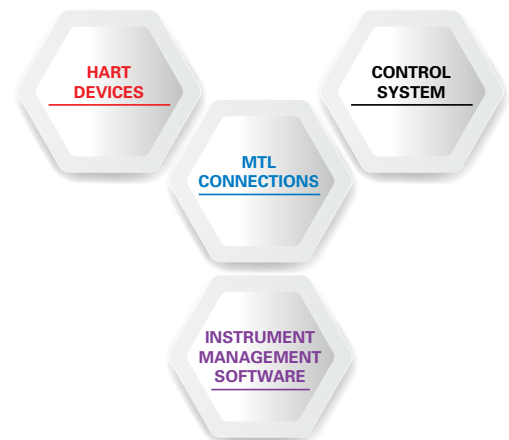 HART
DEVICES
CONTROL
SYSTEM
MTL
CONNECTIONS
INSTRUMENT
MANAGEMENT
SOFTWARE